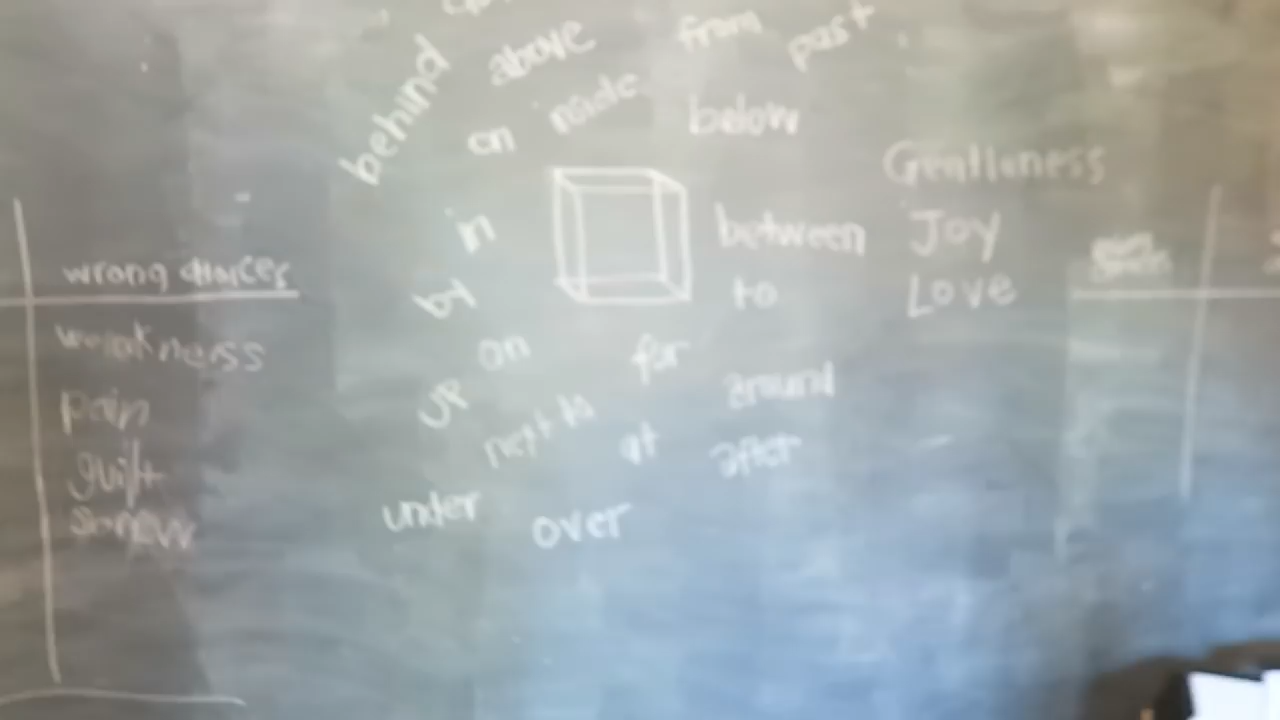 from past
behind above
inside
on below
Gentleness
in between Joy
wrong choices
by to Love
weakness
on for
up around
pain
next to
at after
guilt
under over
sorrow